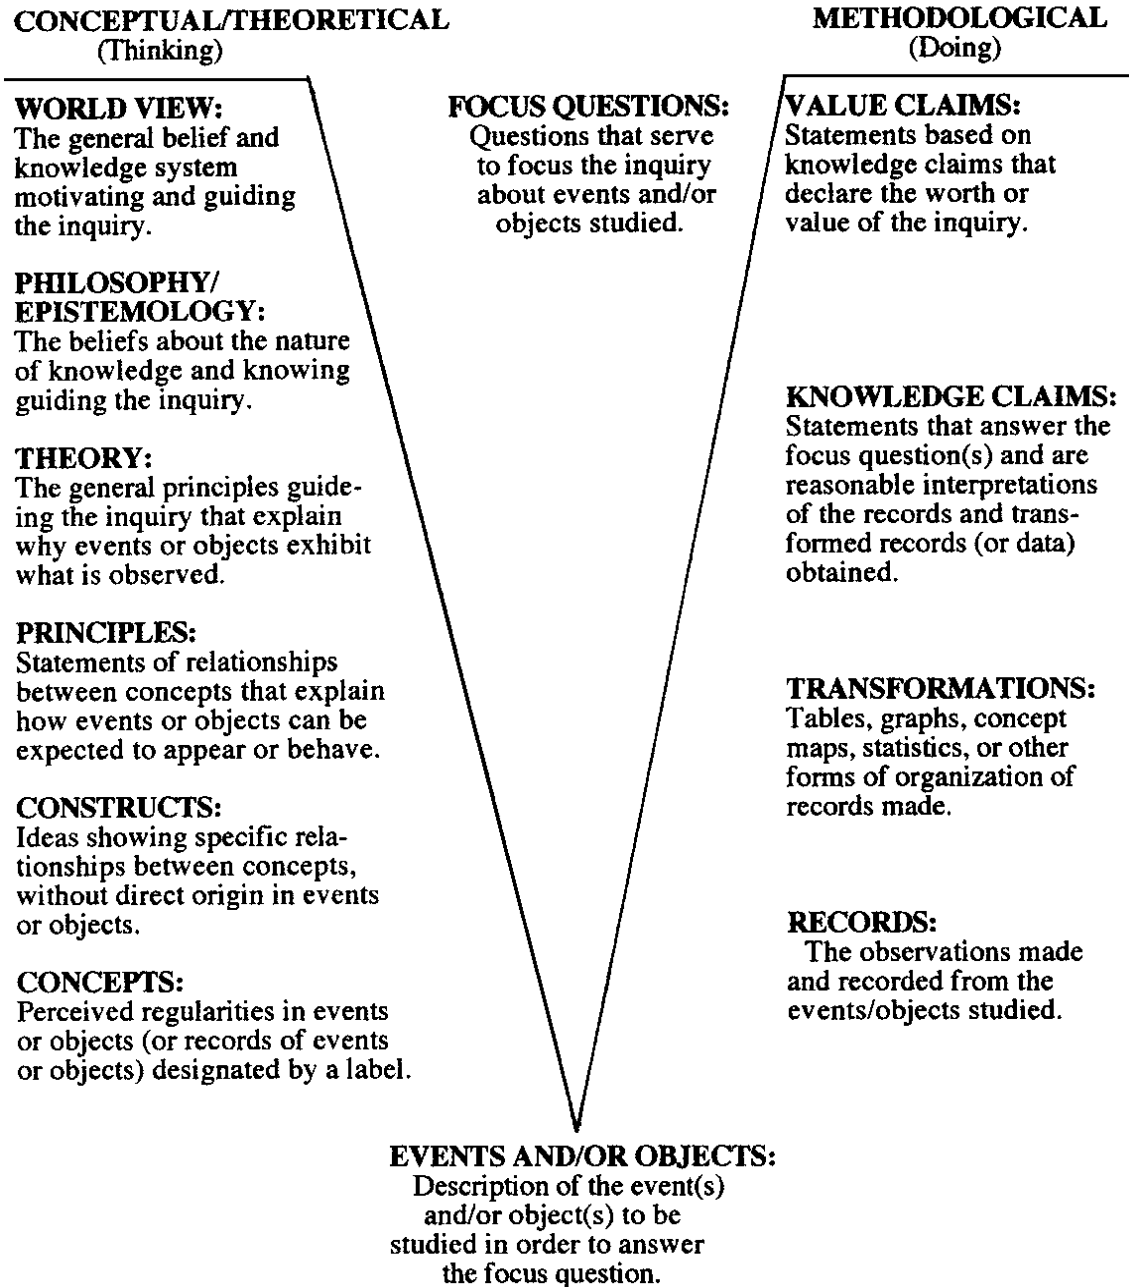 CONCEPTUAL/THEORETICAL
(Thinking)
WORLD VIEW:
The general belief and
knowledge system
motivating and guiding
the inquiry.
PHILOSOPHY/
EPISTEMOLOGY:
The beliefs about the nature
of knowledge and knowing
guiding the inquiry.
THEORY:
The general principles guide-
ing the inquiry that explain
why events or objects exhibit
what is observed.
PRINCIPLES:
Statements of relationships
between concepts that explain
how events or objects can be
expected to appear or behave.
CONSTRUCTS:
Ideas showing specific rela-
tionships between concepts,
without direct origin in events
or objects.
CONCEPTS:
Perceived regularities in events
or objects (or records of events
or objects) designated by a label.
FOCUS QUESTIONS:
Questions that serve
to focus the inquiry
about events and/or
objects studied.
METHODOLOGICAL
(Doing)
VALUE CLAIMS:
Statements based on
knowledge claims that
declare the worth or
value of the inquiry.
KNOWLEDGE CLAIMS:
Statements that answer the
focus question(s) and are
reasonable interpretations
of the records and trans-
formed records (or data)
obtained.
TRANSFORMATIONS:
Tables, graphs, concept
maps, statistics, or other
forms of organization of
records made.
RECORDS:
The observations made
and recorded from the
events/objects studied.
EVENTS AND/OR OBJECTS:
Description of the event(s)
and/or object(s) to be
studied in order to answer
the focus question.